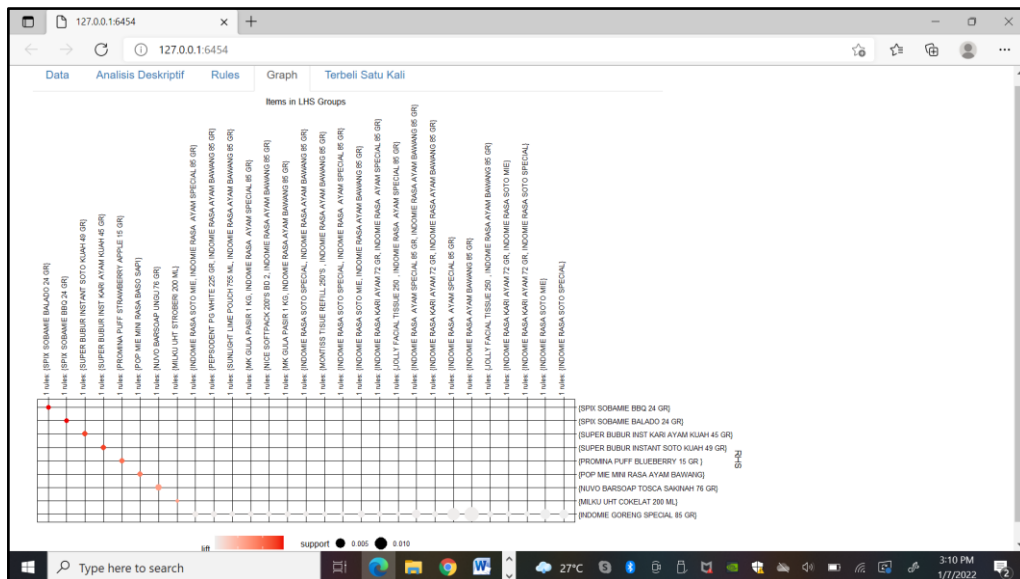 127.0.0.1:6454
127.0.0.1:6454
Data Analisis Deskriptif Rules Graph Terbeli Satu Kali
Items in LHS Groups
1 rules: {SPIX SOBAMIE BALADO 24 GR}
1 rules: {SPIX SOBAMIE BBQ 24 GR}
1 rules: {SUPER BUBUR INSTANT SOTO KUAH 49 GR}
1 rules: {SUPER BUBUR INST KARI AYAM KUAH 45 GR}
1 rules: {PROMINA PUFF STRAWBERRY APPLE 15 GR}
1 rules: {POP MIE MINI RASA BASO SAPI}
1 rules: {NUVO BARSOAP UNGU 76 GR}
1 rules: {MILKU UHT STROBERI 200 ML}
1 rules: {INDOMIE RASA SOTO MIE, INDOMIE RASA  AYAM SPECIAL 85 GR}
1 rules: {PEPSODENT PG WHITE 225 GR, INDOMIE RASA AYAM BAWANG 85 GR}
1 rules: {SUNLIGHT LIME POUCH 755 ML, INDOMIE RASA AYAM BAWANG 85 GR}
1 rules: {MK GULA PASIR 1 KG, INDOMIE RASA  AYAM SPECIAL 85 GR}
1 rules: {NICE SOFTPACK 200'S BD 2, INDOMIE RASA AYAM BAWANG 85 GR}
1 rules: {MK GULA PASIR 1 KG, INDOMIE RASA AYAM BAWANG 85 GR}
1 rules: {INDOMIE RASA SOTO SPECIAL, INDOMIE RASA AYAM BAWANG 85 GR}
1 rules: {MONTISS TISUE REFILL 250'S , INDOMIE RASA AYAM BAWANG 85 GR}
1 rules: {INDOMIE RASA SOTO SPECIAL, INDOMIE RASA  AYAM SPECIAL 85 GR}
1 rules: {INDOMIE RASA SOTO MIE, INDOMIE RASA AYAM BAWANG 85 GR}
1 rules: {INDOMIE RASA KARI AYAM 72 GR, INDOMIE RASA  AYAM SPECIAL 85 GR}
1 rules: {JOLLY FACIAL TISSUE 250 , INDOMIE RASA  AYAM SPECIAL 85 GR}
1 rules: {INDOMIE RASA  AYAM SPECIAL 85 GR, INDOMIE RASA AYAM BAWANG 85 GR}
1 rules: {INDOMIE RASA KARI AYAM 72 GR, INDOMIE RASA AYAM BAWANG 85 GR}
1 rules: {INDOMIE RASA  AYAM SPECIAL 85 GR}
1 rules: {INDOMIE RASA AYAM BAWANG 85 GR}
1 rules: {JOLLY FACIAL TISSUE 250 , INDOMIE RASA AYAM BAWANG 85 GR}
1 rules: {INDOMIE RASA KARI AYAM 72 GR, INDOMIE RASA SOTO MIE}
1 rules: {INDOMIE RASA KARI AYAM 72 GR, INDOMIE RASA SOTO SPECIAL}
1 rules: {INDOMIE RASA SOTO MIE}
1 rules: {INDOMIE RASA SOTO SPECIAL}
{SPIX SOBAMIE BBQ 24 GR}
{SPIX SOBAMIE BALADO 24 GR}
{SUPER BUBUR INST KARI AYAM KUAH 45 GR}
{SUPER BUBUR INSTANT SOTO KUAH 49 GR}
{PROMINA PUFF BLUEBERRY 15 GR }
{POP MIE MINI RASA AYAM BAWANG}
{NUVO BARSOAP TOSCA SAKINAH 76 GR}
{MILKU UHT COKELAT 200 ML}
{INDOMIE GORENG SPECIAL 85 GR}
RHS
lift support 0.005 0.010
Type here to search 27°C 3:10 PM
1/7/2022 2